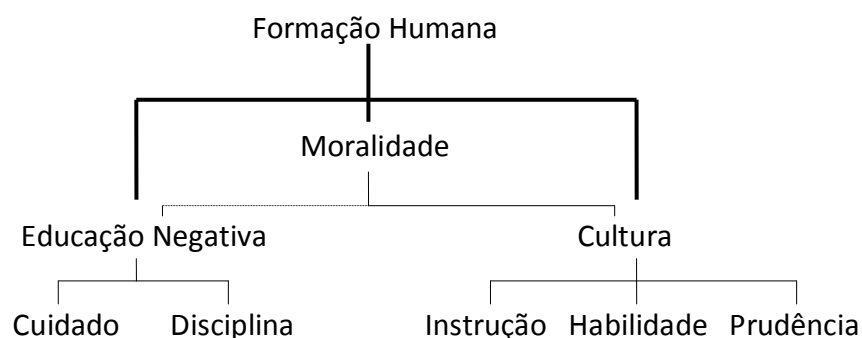 Formação Humana
Moralidade
Educação Negativa Cultura
Cuidado Disciplina Instrução Habilidade Prudência